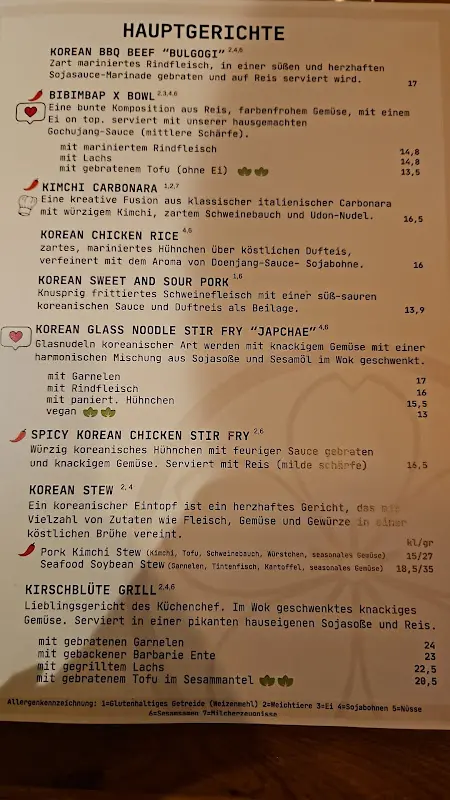 HAUPTGERICHTE
KOREAN BBQ BEEF "BULGOGI" 2,4,6
Zart mariniertes Rindfleisch, in einer süßen und herzhaften
Sojasauce-Marinade gebraten und auf Reis serviert wird.
17
BIBIMBAP X BOWL 2,3,4,6
Eine bunte Komposition aus Reis, farbenfrohem Gemüse, mit einem
Ei on top. serviert mit unserer hausgemachten
Gochujang-Sauce (mittlere Schärfe).
mit mariniertem Rindfleisch 14,8
mit Lachs 14,8
mit gebratenem Tofu (ohne Ei) 13,5
KIMCHI CARBONARA 1,2,7
Eine kreative Fusion aus klassischer italienischer Carbonara
mit würzigem Kimchi, zartem Schweinebauch und Udon-Nudel. 16,5
KOREAN CHICKEN RICE 4,6
zartes, mariniertes Hühnchen über köstlichen Dufteis,
verfeinert mit dem Aroma von Doenjang-Sauce- Sojabohne. 16
KOREAN SWEET AND SOUR PORK 1,6
Knusprig frittiertes Schweinefleisch mit einer süß-sauren
koreanischen Sauce und Duftreis als Beilage. 13,9
KOREAN GLASS NOODLE STIR FRY "JAPCHAE" 4,6
Glasnudeln koreanischer Art werden mit knackigem Gemüse mit einer
harmonischen Mischung aus Sojasoße und Sesamöl im Wok geschwenkt.
mit Garnelen 17
mit Rindfleisch 16
mit paniert. Hühnchen 15,5
vegan 13
SPICY KOREAN CHICKEN STIR FRY 2,6
Würzig koreanisches Hühnchen mit feuriger Sauce gebraten
und knackigem Gemüse. Serviert mit Reis (milde schärfe) 16,5
KOREAN STEW 2, 4
Ein koreanischer Eintopf ist ein herzhaftes Gericht, das mit
Vielzahl von Zutaten wie Fleisch, Gemüse und Gewürze in einer
köstlichen Brühe vereint.
kl/gr
Pork Kimchi Stew (Kimchi, Tofu, Schweinebauch, Würstchen, seasonales Gemüse) 15/27
Seafood Soybean Stew (Garnelen, Tintenfisch, Kartoffel, seasonales Gemüse) 18,5/35
KIRSCHBLÜTE GRILL 2,4,6
Lieblingsgericht des Küchenchef. Im Wok geschwenktes knackiges
Gemüse. Serviert in einer pikanten hauseigenen Sojasoße und Reis.
mit gebratenen Garnelen 24
mit gebackener Barbarie Ente 23
mit gegrilltem Lachs 22,5
mit gebratenem Tofu im Sesammantel 20,5
Allergenkennzeichnung: 1=Glutenhaltiges Getreide (Weizenmehl) 2=Weichtiere 3=Ei 4=Sojabohnen 5=Nüsse
6=Sesamsamen 7=Milcherzeugnisse